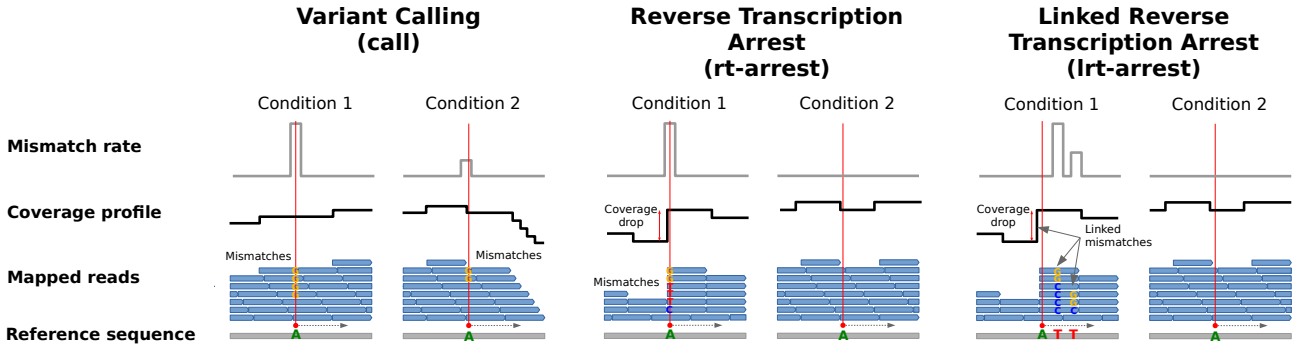 Variant Calling
(call)
Reverse Transcription
Arrest
(rt-arrest)
Linked Reverse
Transcription Arrest
(lrt-arrest)
Condition 1
Condition 2
Condition 1
Condition 2
Condition 1
Condition 2
Mismatch rate
Coverage profile
Coverage
drop
Coverage
drop
Linked
mismatches
Mismatches
Mismatches
Mismatches
Mapped reads
G
G
G
G
G
G
T
T
C
G
C
C
C
G
C
Reference sequence
A
A
A
A
A T T
A